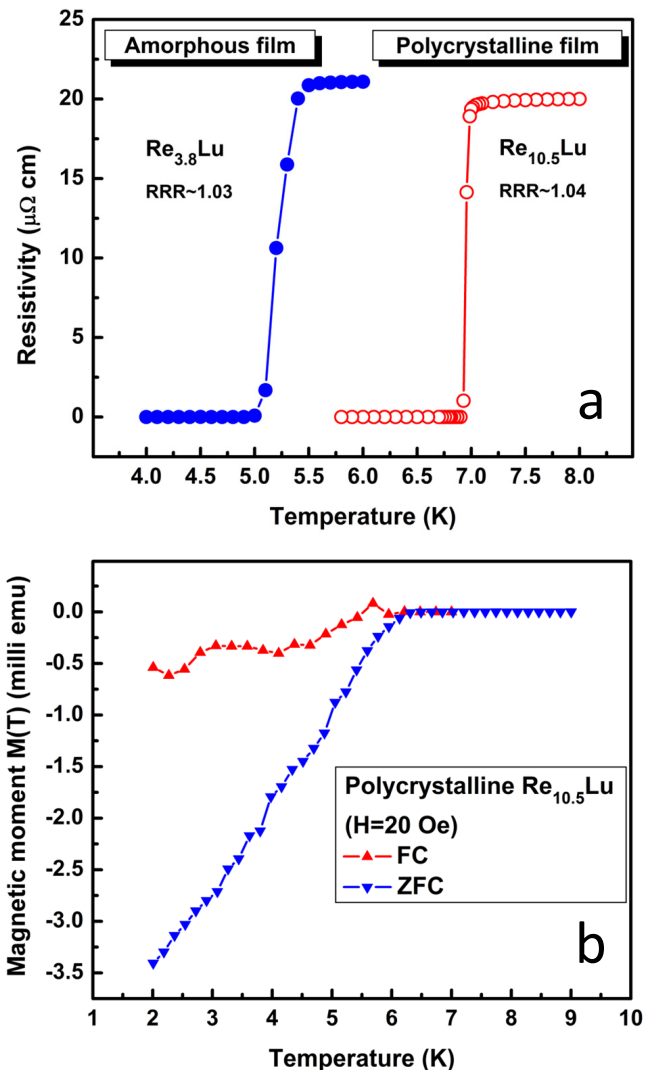 Amorphous film
Polycrystalline film
Re3.8Lu
RRR~1.03
Re10.5Lu
RRR~1.04
Resistivity (μΩ cm)
25
20
15
10
5
0
4.0 4.5 5.0 5.5 6.0 6.5 7.0 7.5 8.0
Temperature (K)
a
Magnetic moment M(T) (milli emu)
0.0
-0.5
-1.0
-1.5
-2.0
-2.5
-3.0
-3.5
Polycrystalline Re10.5Lu
(H=20 Oe)
FC
ZFC
b
1 2 3 4 5 6 7 8 9 10
Temperature (K)